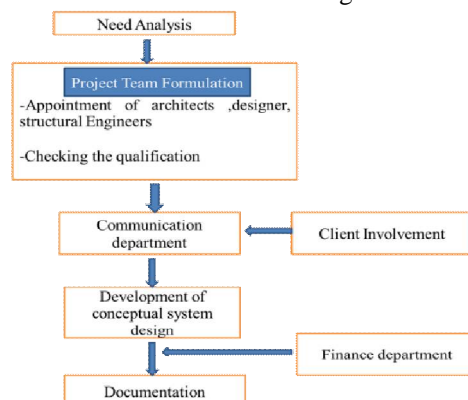 Need Analysis
Project Team Formulation
-Appointment of architects ,designer,
structural Engineers
-Checking the qualification
Communication
department
Client Involvement
Development of
conceptual system
design
Finance department
Documentation